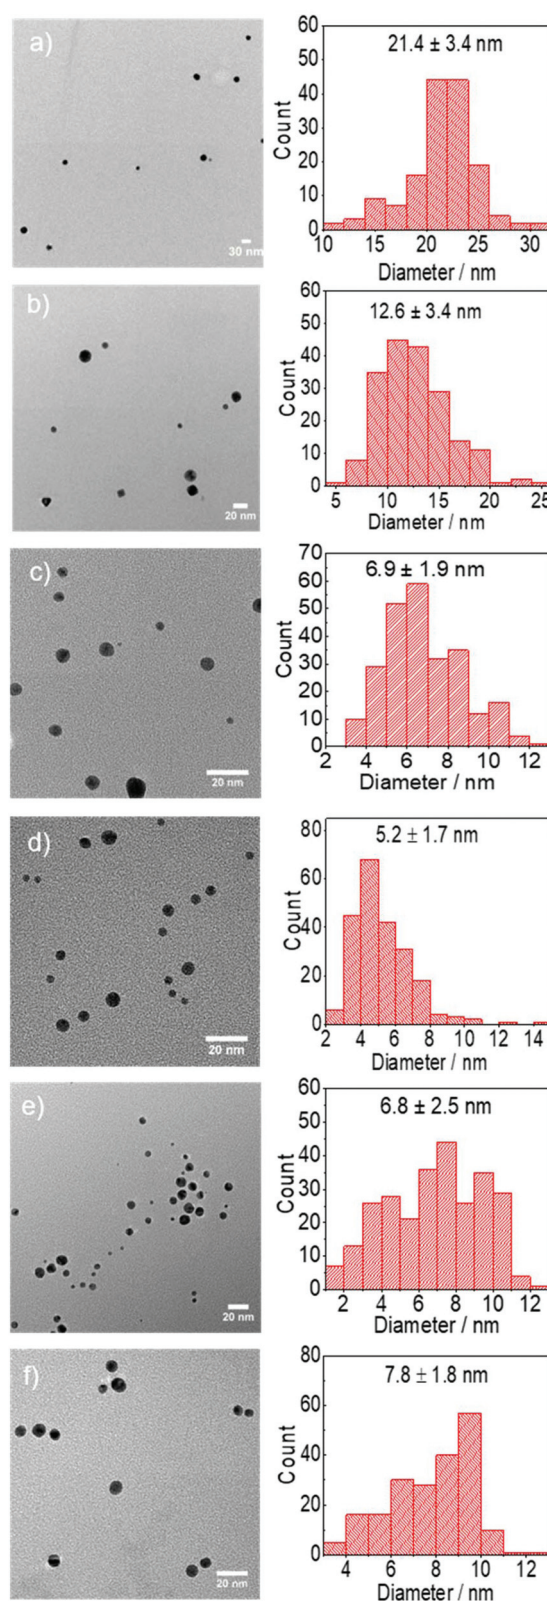 a)
30 nm
21.4 ± 3.4 nm
Count
60
50
40
30
20
10
0
10 15 20 25 30
Diameter / nm
b)
20 nm
12.6 ± 3.4 nm
Count
60
50
40
30
20
10
0
5 10 15 20 25
Diameter / nm
c)
20 nm
6.9 ± 1.9 nm
Count
70
60
50
40
30
20
10
0
2 4 6 8 10 12
Diameter / nm
d)
20 nm
5.2 ± 1.7 nm
Count
80
60
40
20
0
2 4 6 8 10 12 14
Diameter / nm
e)
20 nm
6.8 ± 2.5 nm
Count
60
50
40
30
20
10
0
2 4 6 8 10 12
Diameter / nm
f)
20 nm
7.8 ± 1.8 nm
Count
80
60
40
20
0
4 6 8 10 12
Diameter / nm